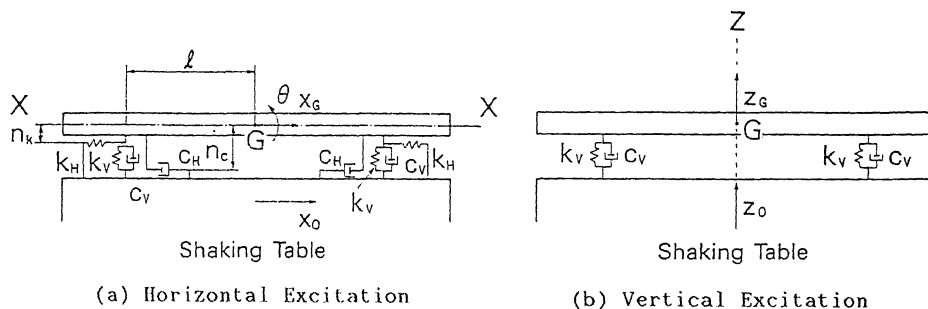 ℓ
θ
X
x_G
X
n_k
G
k_H
k_V
n_c
C_H
C_H
C_V
k_H
C_V
k_V
x_0
Shaking Table
(a) Horizontal Excitation
Z
z_G
G
k_V
C_V
k_V
C_V
z_0
Shaking Table
(b) Vertical Excitation